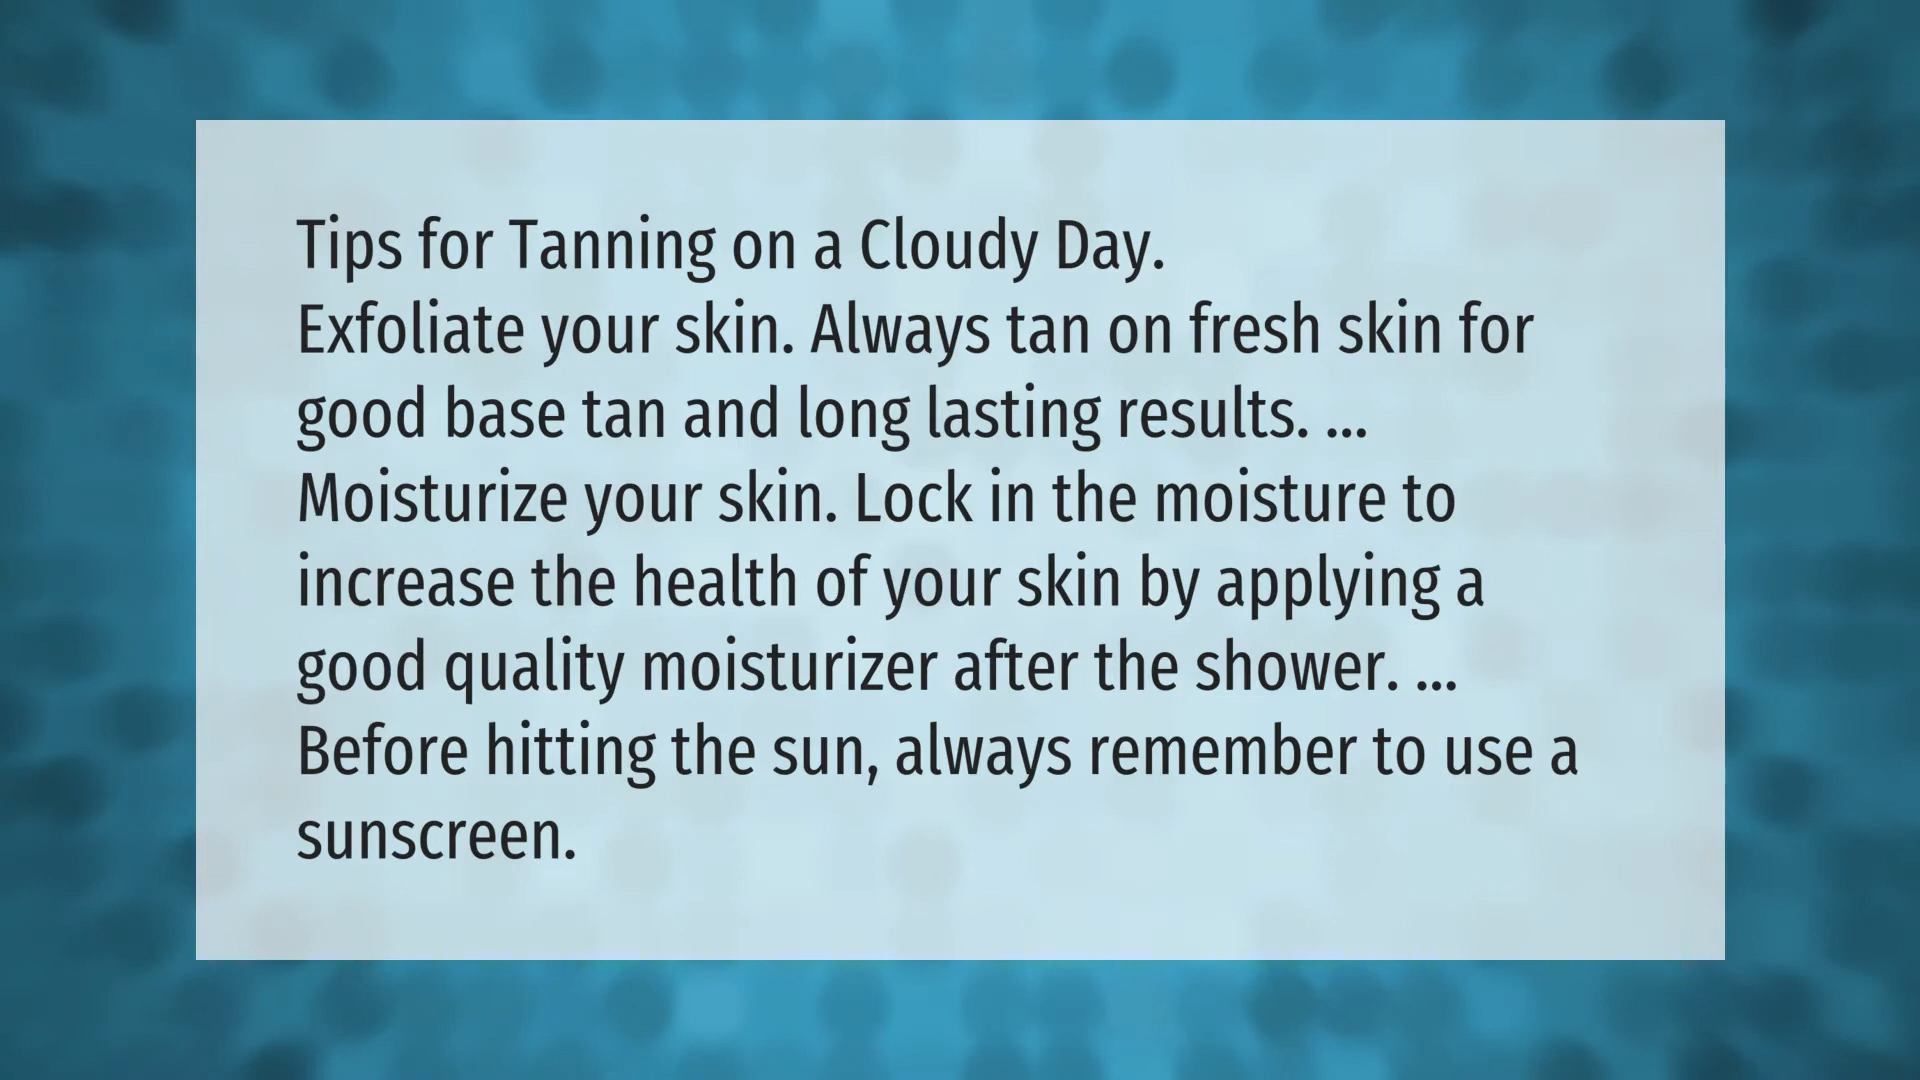 Tips for Tanning on a Cloudy Day.
Exfoliate your skin. Always tan on fresh skin for
good base tan and long lasting results. ...
Moisturize your skin. Lock in the moisture to
increase the health of your skin by applying a
good quality moisturizer after the shower. ...
Before hitting the sun, always remember to use a
sunscreen.